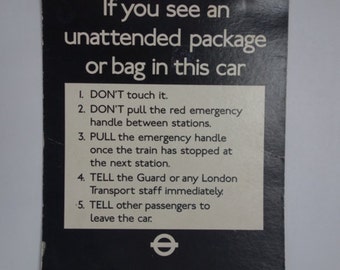 If you see an
unattended package
or bag in this car
1. DON'T touch it.
2. DON'T pull the red emergency
handle between stations.
3. PULL the emergency handle
once the train has stopped at
the next station.
4. TELL the Guard or any London
Transport staff immediately.
5. TELL other passengers to
leave the car.